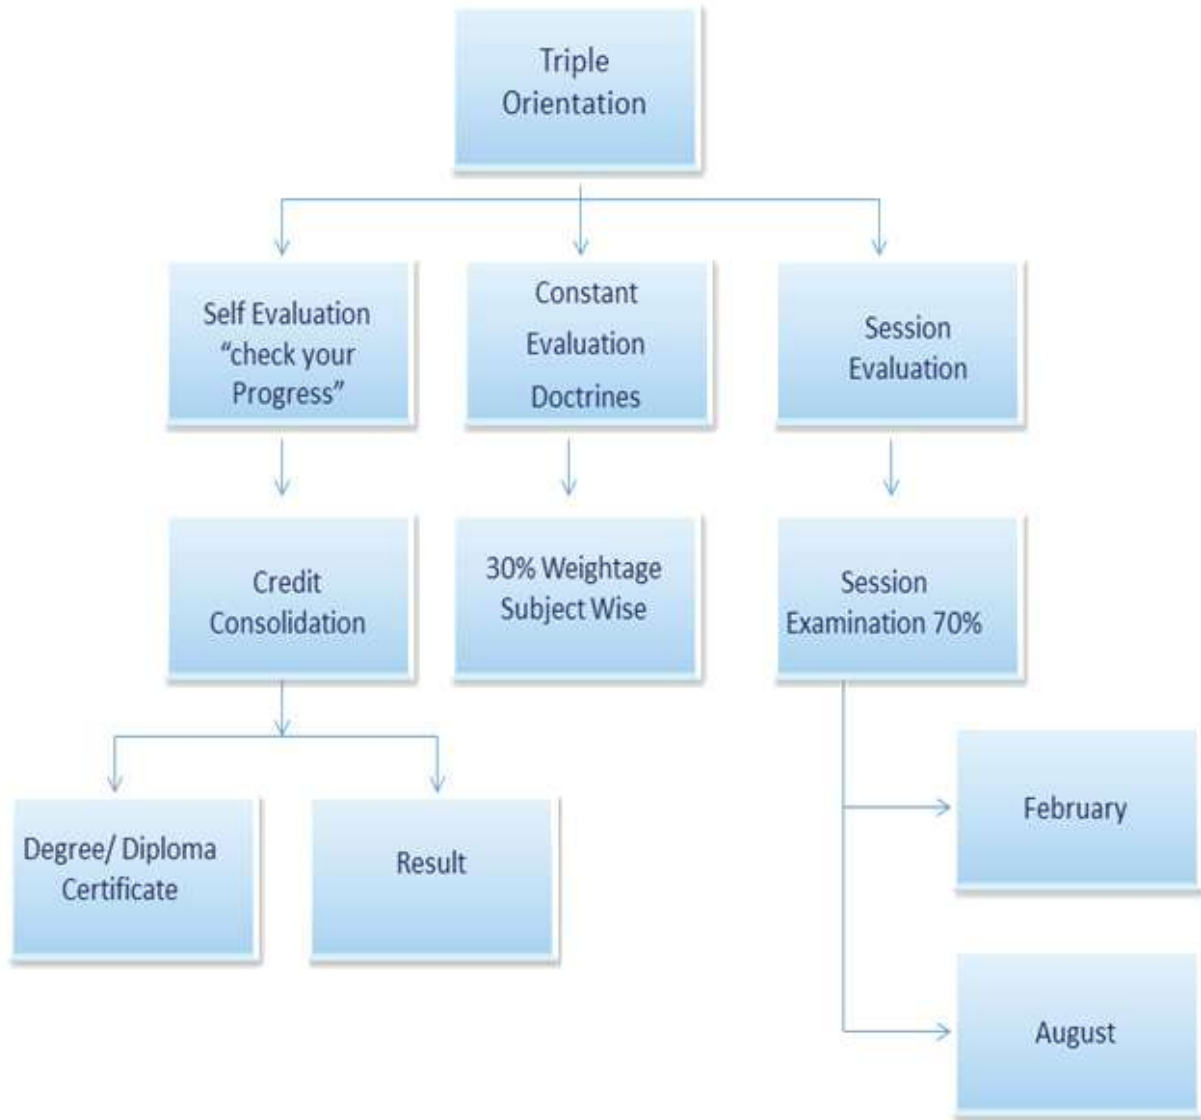 Triple
Orientation
Self Evaluation
“check your
Progress”
Constant
Evaluation
Doctrines
Session
Evaluation
Credit
Consolidation
30% Weightage
Subject Wise
Session
Examination 70%
Degree/ Diploma
Certificate
Result
February
August